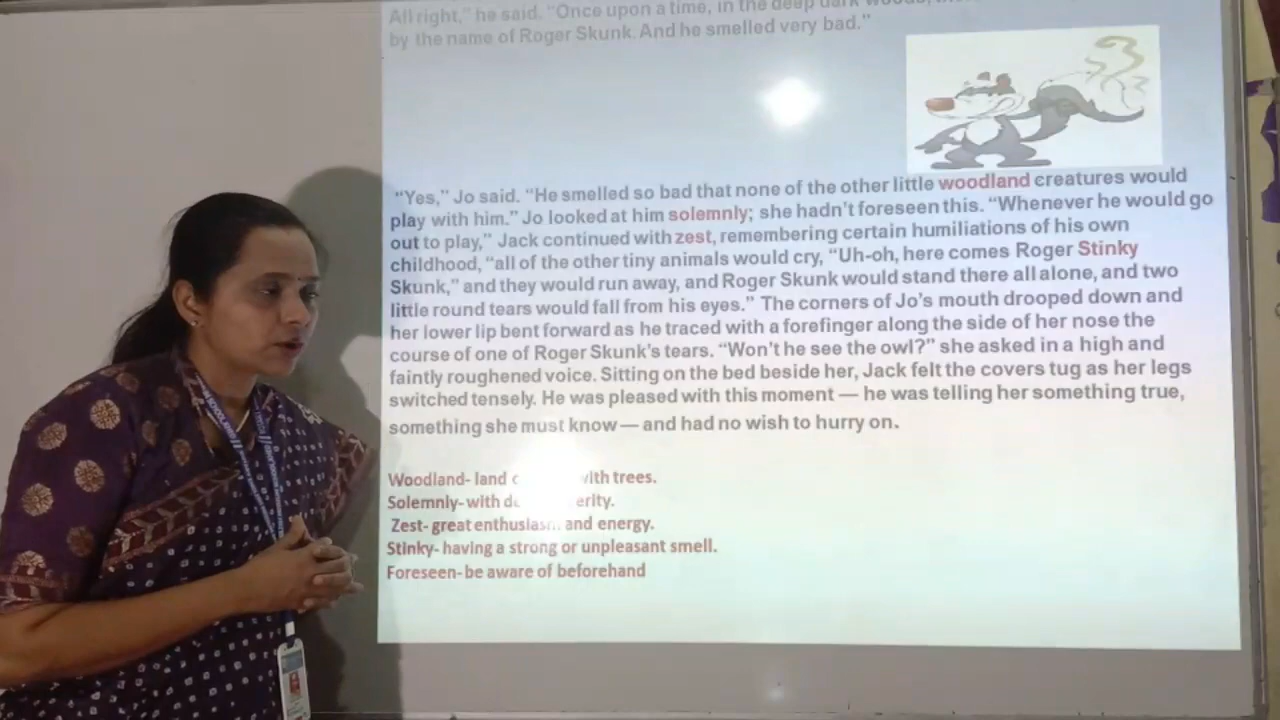 All right,” he said. “Once upon a time, in the deep dark woods,
by the name of Roger Skunk. And he smelled very bad.”
“Yes,” Jo said. “He smelled so bad that none of the other little woodland creatures would
play with him.” Jo looked at him solemnly; she hadn’t foreseen this. “Whenever he would go
out to play,” Jack continued with zest, remembering certain humiliations of his own
childhood, “all of the other tiny animals would cry, “Uh-oh, here comes Roger Stinky
Skunk,” and they would run away, and Roger Skunk would stand there all alone, and two
little round tears would fall from his eyes.” The corners of Jo’s mouth drooped down and
her lower lip bent forward as he traced with a forefinger along the side of her nose the
course of one of Roger Skunk’s tears. “Won’t he see the owl?” she asked in a high and
faintly roughened voice. Sitting on the bed beside her, Jack felt the covers tug as her legs
switched tensely. He was pleased with this moment — he was telling her something true,
something she must know — and had no wish to hurry on.
Woodland- land with trees.
Solemnly- with
Zest- great enthusiasm and energy.
Stinky- having a strong or unpleasant smell.
Foreseen- be aware of beforehand